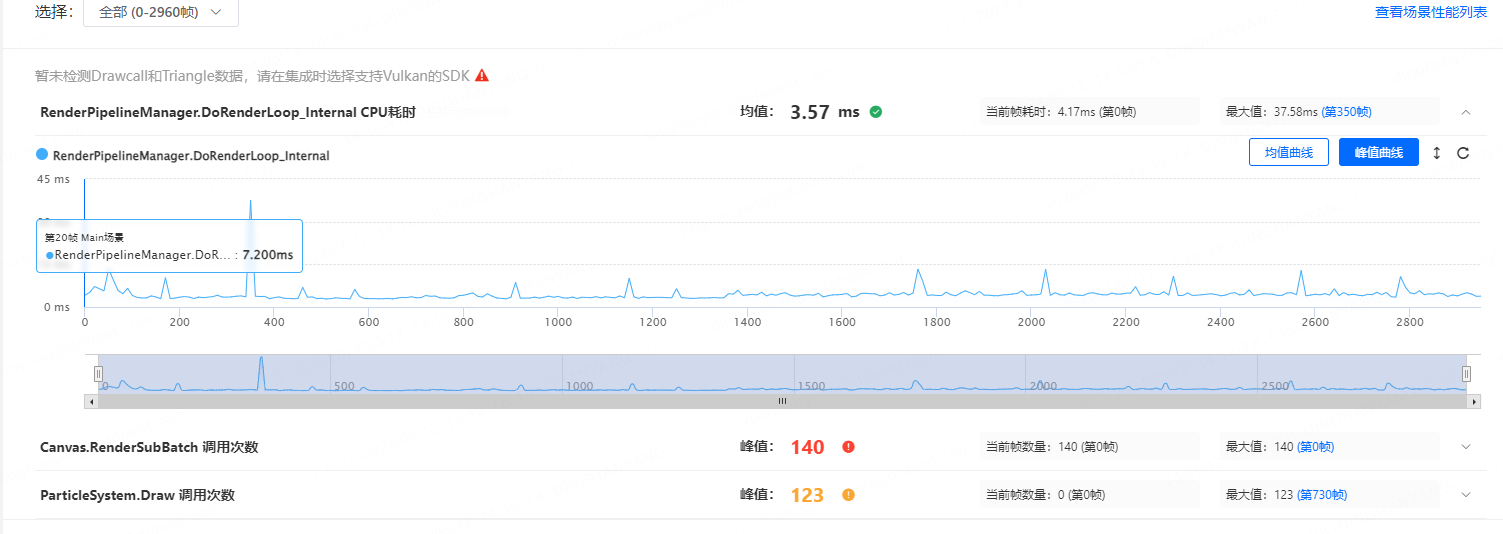 选择： 全部 (0-2960帧) 查看场景性能列表
暂未检测Drawcall和Triangle数据，请在集成时选择支持Vulkan的SDK
RenderPipelineManager.DoRenderLoop_Internal CPU耗时 均值： 3.57 ms 当前帧耗时：4.17ms (第0帧) 最大值：37.58ms (第350帧)
RenderPipelineManager.DoRenderLoop_Internal 均值曲线 峰值曲线
45 ms
第20帧 Main场景
RenderPipelineManager.DoR... : 7.200ms
0 ms
0 200 400 600 800 1000 1200 1400 1600 1800 2000 2200 2400 2600 2800
0 500 1000 1500 2000 2500
Canvas.RenderSubBatch 调用次数 峰值： 140 当前帧数量：140 (第0帧) 最大值：140 (第0帧)
ParticleSystem.Draw 调用次数 峰值： 123 当前帧数量：0 (第0帧) 最大值：123 (第730帧)